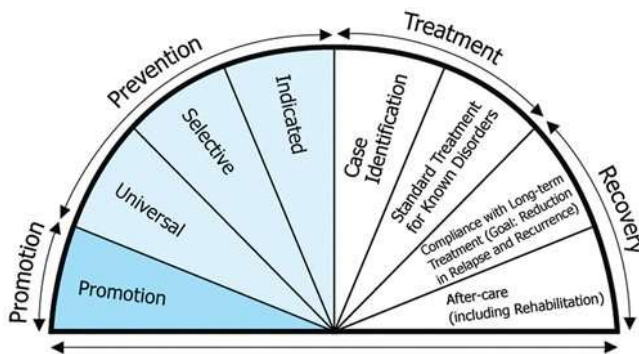 Promotion
Prevention
Treatment
Recovery
Promotion
Universal
Selective
Indicated
Case
Identification
Standard Treatment
for Known Disorders
Compliance with Long-term
Treatment (Goal: Reduction
in Relapse and Recurrence)
After-care
(including Rehabilitation)